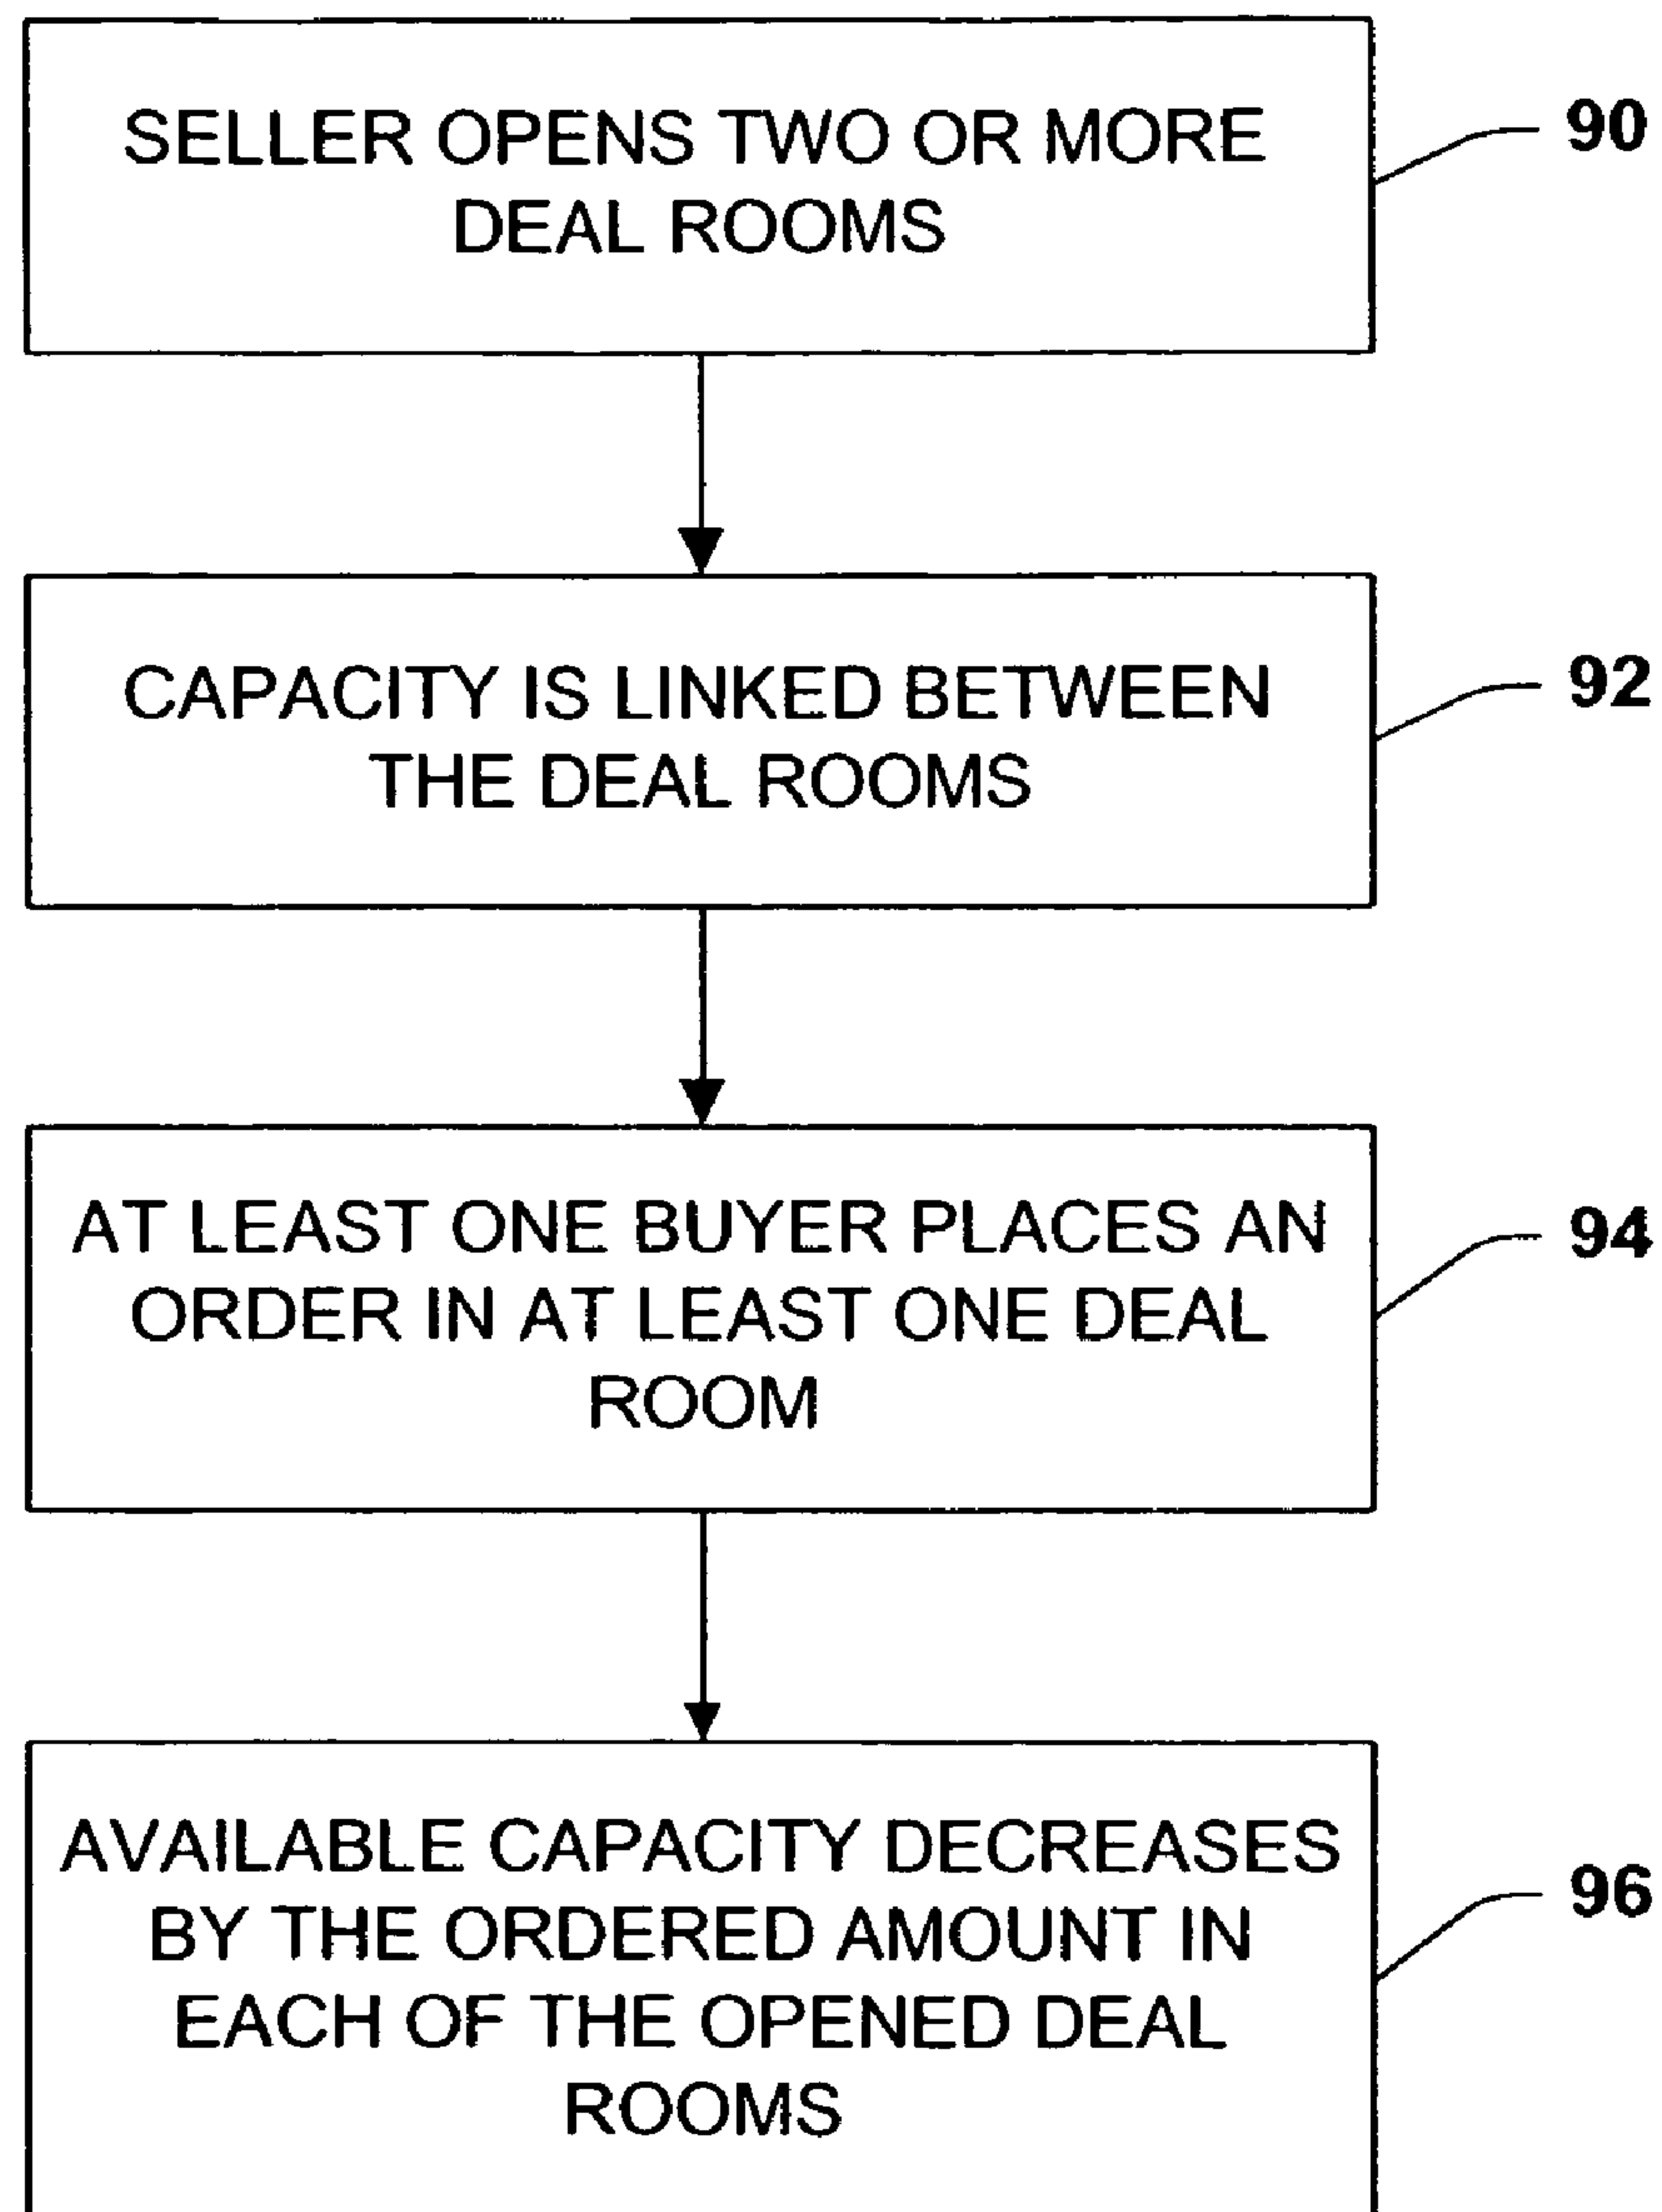 SELLER OPENS TWO OR MORE
DEAL ROOMS
90
CAPACITY IS LINKED BETWEEN
THE DEAL ROOMS
92
AT LEAST ONE BUYER PLACES AN
ORDER IN AT LEAST ONE DEAL
ROOM
94
AVAILABLE CAPACITY DECREASES
BY THE ORDERED AMOUNT IN
EACH OF THE OPENED DEAL
ROOMS
96